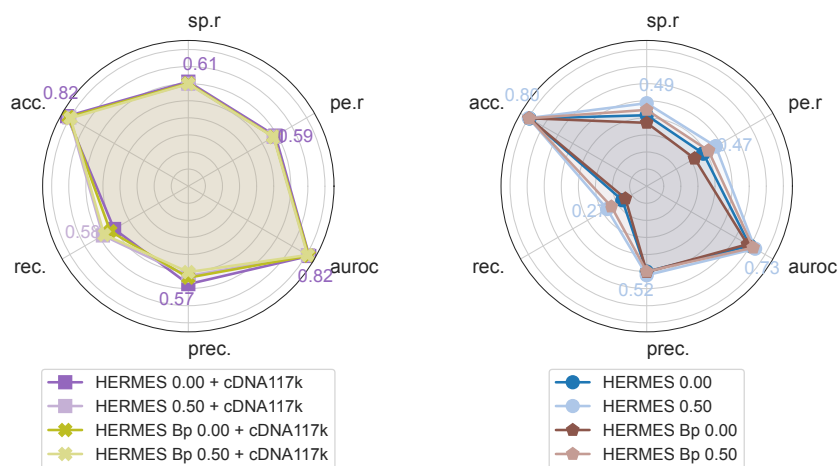 sp.r
0.61
0.82
acc.
pe.r
0.59
0.58
rec.
auroc
0.82
0.57
prec.
HERMES 0.00 + cDNA117k
HERMES 0.50 + cDNA117k
HERMES Bp 0.00 + cDNA117k
HERMES Bp 0.50 + cDNA117k
sp.r
0.49
0.80
acc.
pe.r
0.47
0.27
rec.
auroc
0.73
0.52
prec.
HERMES 0.00
HERMES 0.50
HERMES Bp 0.00
HERMES Bp 0.50